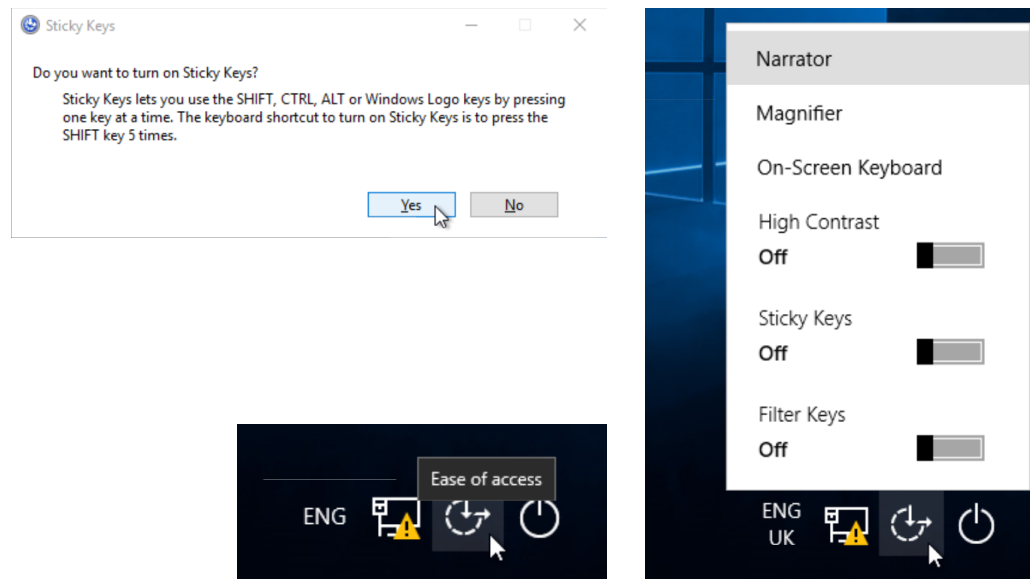 Sticky Keys
Do you want to turn on Sticky Keys?
Sticky Keys lets you use the SHIFT, CTRL, ALT or Windows Logo keys by pressing
one key at a time. The keyboard shortcut to turn on Sticky Keys is to press the
SHIFT key 5 times.
Yes
No
Ease of access
ENG
Narrator
Magnifier
On-Screen Keyboard
High Contrast
Off
Sticky Keys
Off
Filter Keys
Off
ENG
UK